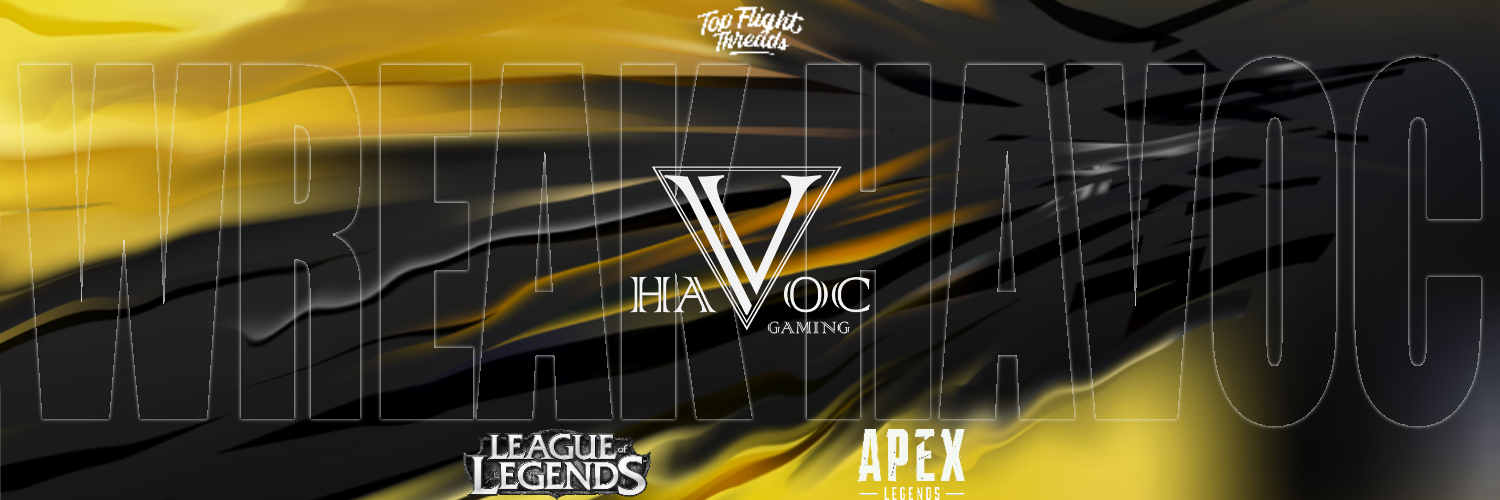 Top Flight
Threads
WREAK HAVOC
HAVOC
GAMING
LEAGUE of
LEGENDS
APEX
LEGENDS